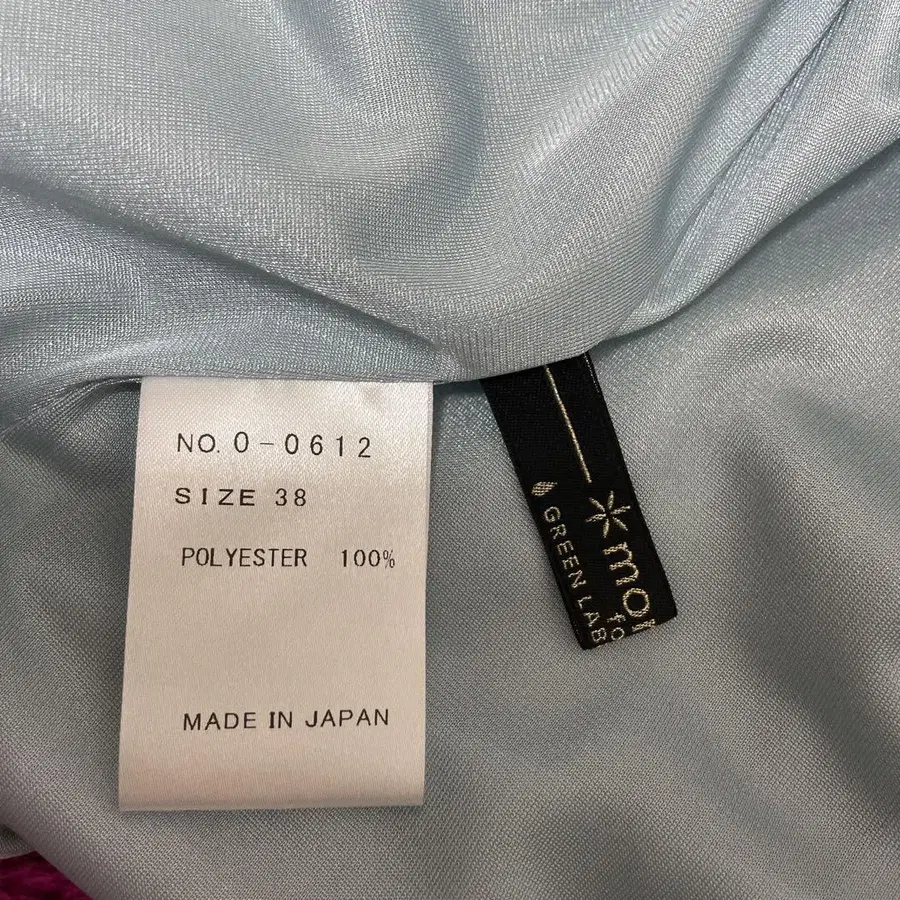 NO. 0-0612
SIZE 38
POLYESTER 100%
MADE IN JAPAN
GREEN LAB